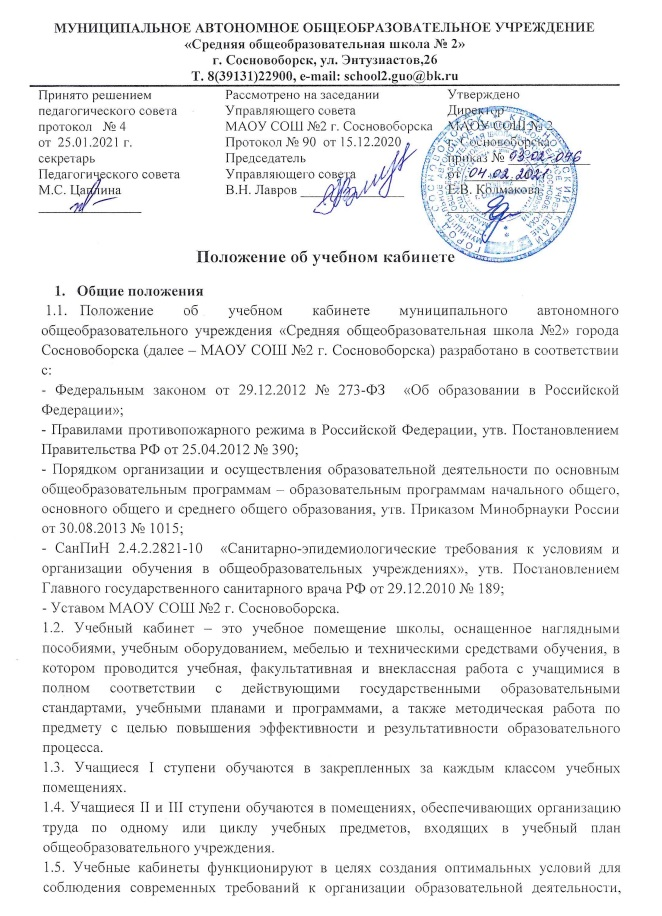 МУНИЦИПАЛЬНОЕ АВТОНОМНОЕ ОБЩЕОБРАЗОВАТЕЛЬНОЕ УЧРЕЖДЕНИЕ
«Средняя общеобразовательная школа № 2»
г. Сосновоборск, ул. Энтузиастов,26
Т. 8(39131)22900, e-mail: school2.guo@bk.ru
Принято решением
педагогического совета
протокол № 4
от 25.01.2021 г.
секретарь
Педагогического совета
М.С. Цаплина
Рассмотрено на заседании
Управляющего совета
МАОУ СОШ №2 г. Сосновоборска
Протокол № 90 от 15.12.2020
Председатель
Управляющего совета
В.Н. Лавров
Утверждено
Директор
МАОУ СОШ № 2
г. Сосновоборска
приказ № 03-02-046
от 04.02.2021
Е.В. Колмакова
Положение об учебном кабинете
1. Общие положения
1.1. Положение об учебном кабинете муниципального автономного
общеобразовательного учреждения «Средняя общеобразовательная школа №2» города
Сосновоборска (далее – МАОУ СОШ №2 г. Сосновоборска) разработано в соответствии
с:
- Федеральным законом от 29.12.2012 № 273-ФЗ «Об образовании в Российской
Федерации»;
- Правилами противопожарного режима в Российской Федерации, утв. Постановлением
Правительства РФ от 25.04.2012 № 390;
- Порядком организации и осуществления образовательной деятельности по основным
общеобразовательным программам – образовательным программам начального общего,
основного общего и среднего общего образования, утв. Приказом Минобрнауки России
от 30.08.2013 № 1015;
- СанПиН 2.4.2.2821-10 «Санитарно-эпидемиологические требования к условиям и
организации обучения в общеобразовательных учреждениях», утв. Постановлением
Главного государственного санитарного врача РФ от 29.12.2010 № 189;
- Уставом МАОУ СОШ №2 г. Сосновоборска.
1.2. Учебный кабинет – это учебное помещение школы, оснащенное наглядными
пособиями, учебным оборудованием, мебелью и техническими средствами обучения, в
котором проводится учебная, факультативная и внеклассная работа с учащимися в
полном соответствии с действующими государственными образовательными
стандартами, учебными планами и программами, а также методическая работа по
предмету с целью повышения эффективности и результативности образовательного
процесса.
1.3. Учащиеся I ступени обучаются в закрепленных за каждым классом учебных
помещениях.
1.4. Учащиеся II и III ступени обучаются в помещениях, обеспечивающих организацию
труда по одному или циклу учебных предметов, входящих в учебный план
общеобразовательного учреждения.
1.5. Учебные кабинеты функционируют в целях создания оптимальных условий для
соблюдения современных требований к организации образовательной деятельности,